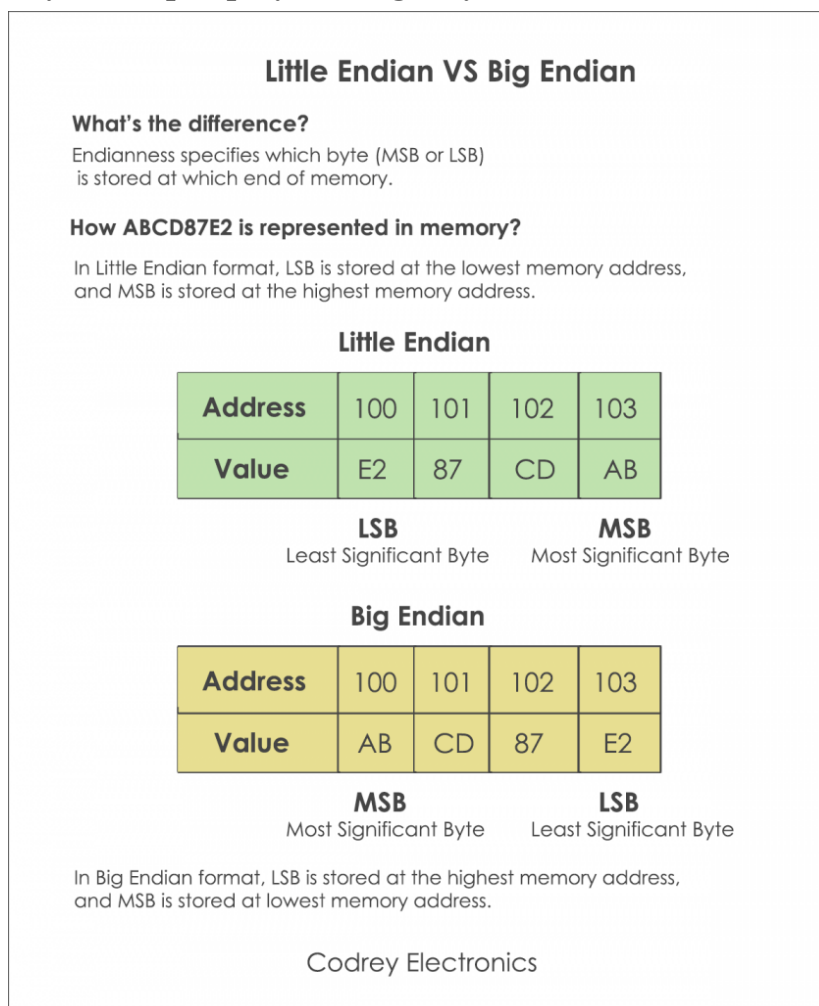 Little Endian VS Big Endian
What's the difference?
Endianness specifies which byte (MSB or LSB)
is stored at which end of memory.
How ABCD87E2 is represented in memory?
In Little Endian format, LSB is stored at the lowest memory address,
and MSB is stored at the highest memory address.
Little Endian
Address 100 101 102 103
Value E2 87 CD AB
LSB MSB
Least Significant Byte Most Significant Byte
Big Endian
Address 100 101 102 103
Value AB CD 87 E2
MSB LSB
Most Significant Byte Least Significant Byte
In Big Endian format, LSB is stored at the highest memory address,
and MSB is stored at lowest memory address.
Codrey Electronics